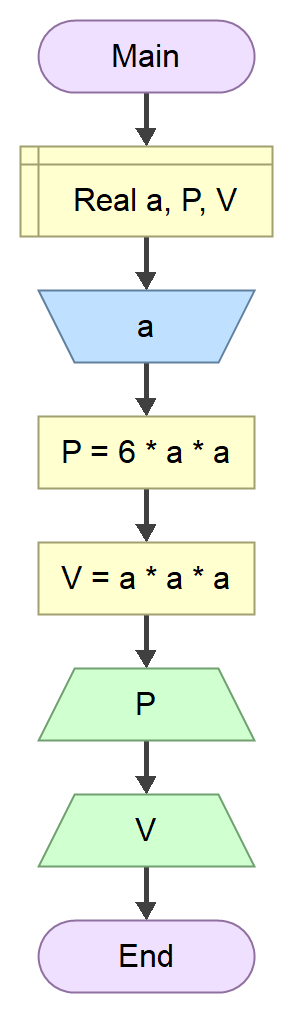 Main
Real a, P, V
a
P = 6 * a * a
V = a * a * a
P
V
End